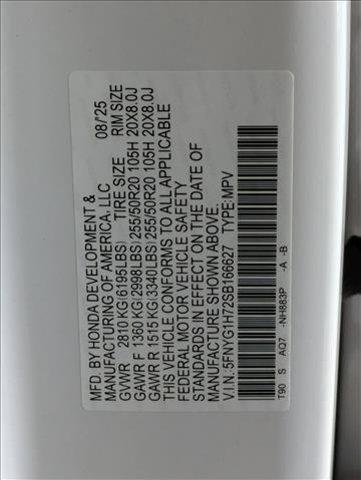 MFD. BY HONDA DEVELOPMENT & 08/'25
MANUFACTURING OF AMERICA, LLC
GVWR 2810 KG(6195LBS) TIRE SIZE RIM SIZE
GAWR F 1360 KG(2998LBS)255/50R20 105H 20X8.0J
GAWR R 1515 KG(3340LBS)255/50R20 105H 20X8.0J
THIS VEHICLE CONFORMS TO ALL APPLICABLE
FEDERAL MOTOR VEHICLE SAFETY
STANDARDS IN EFFECT ON THE DATE OF
MANUFACTURE SHOWN ABOVE.
V.I.N.:5FNYG1H72SB166627 TYPE:MPV
T90 S AQ7 -NH883P -A -B